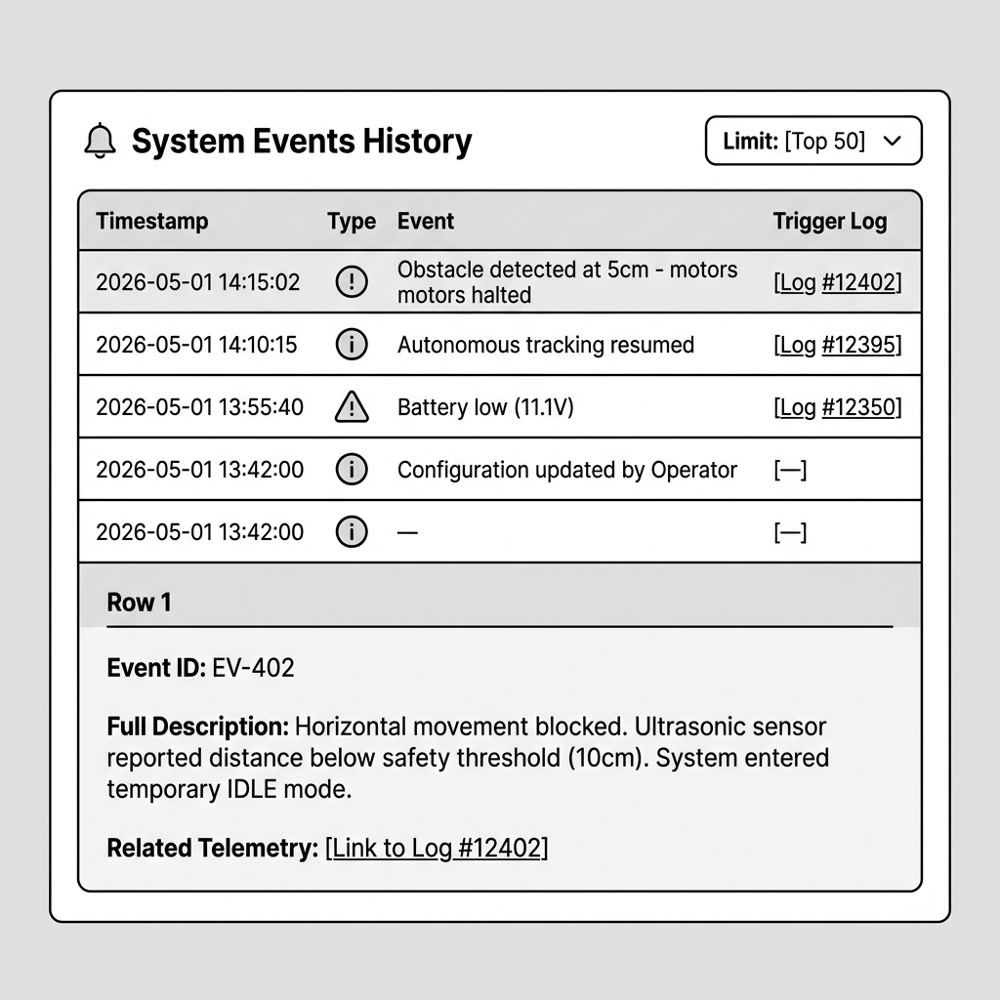 System Events History
Limit: [Top 50]
Timestamp Type Event Trigger Log
2026-05-01 14:15:02 ! Obstacle detected at 5cm - motors
motors halted [Log #12402]
2026-05-01 14:10:15 i Autonomous tracking resumed [Log #12395]
2026-05-01 13:55:40 ! Battery low (11.1V) [Log #12350]
2026-05-01 13:42:00 i Configuration updated by Operator [—]
2026-05-01 13:42:00 i — [—]
Row 1
Event ID: EV-402
Full Description: Horizontal movement blocked. Ultrasonic sensor
reported distance below safety threshold (10cm). System entered
temporary IDLE mode.
Related Telemetry: [Link to Log #12402]